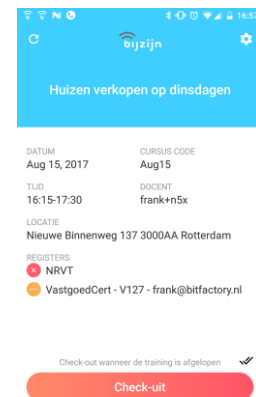 16:57
bijzijn
Huizen verkopen op dinsdagen
DATUM CURSUS CODE
Aug 15, 2017 Aug15
TIJD DOCENT
16:15-17:30 frank+n5x
LOCATIE
Nieuwe Binnenweg 137 3000AA Rotterdam
REGISTERS
NRVT
VastgoedCert - V127 - frank@bitfactory.nl
Check-out wanneer de training is afgelopen
Check-uit